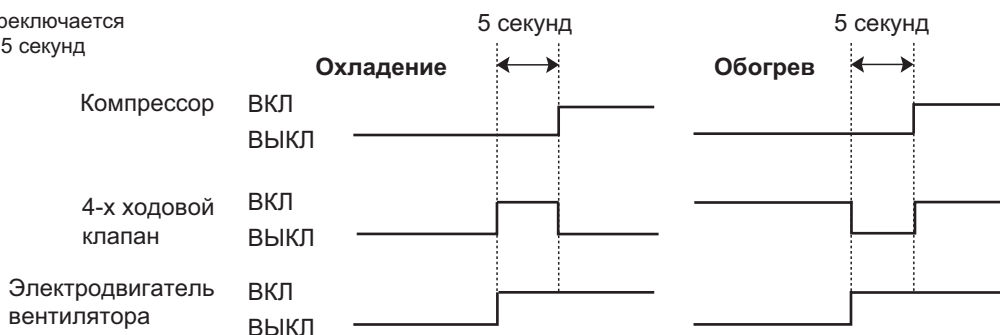 реключается
5 секунд
5 секунд
5 секунд
Охладение
Обогрев
Компрессор
ВКЛ
ВЫКЛ
4-х ходовой
клапан
ВКЛ
ВЫКЛ
Электродвигатель
вентилятора
ВКЛ
ВЫКЛ